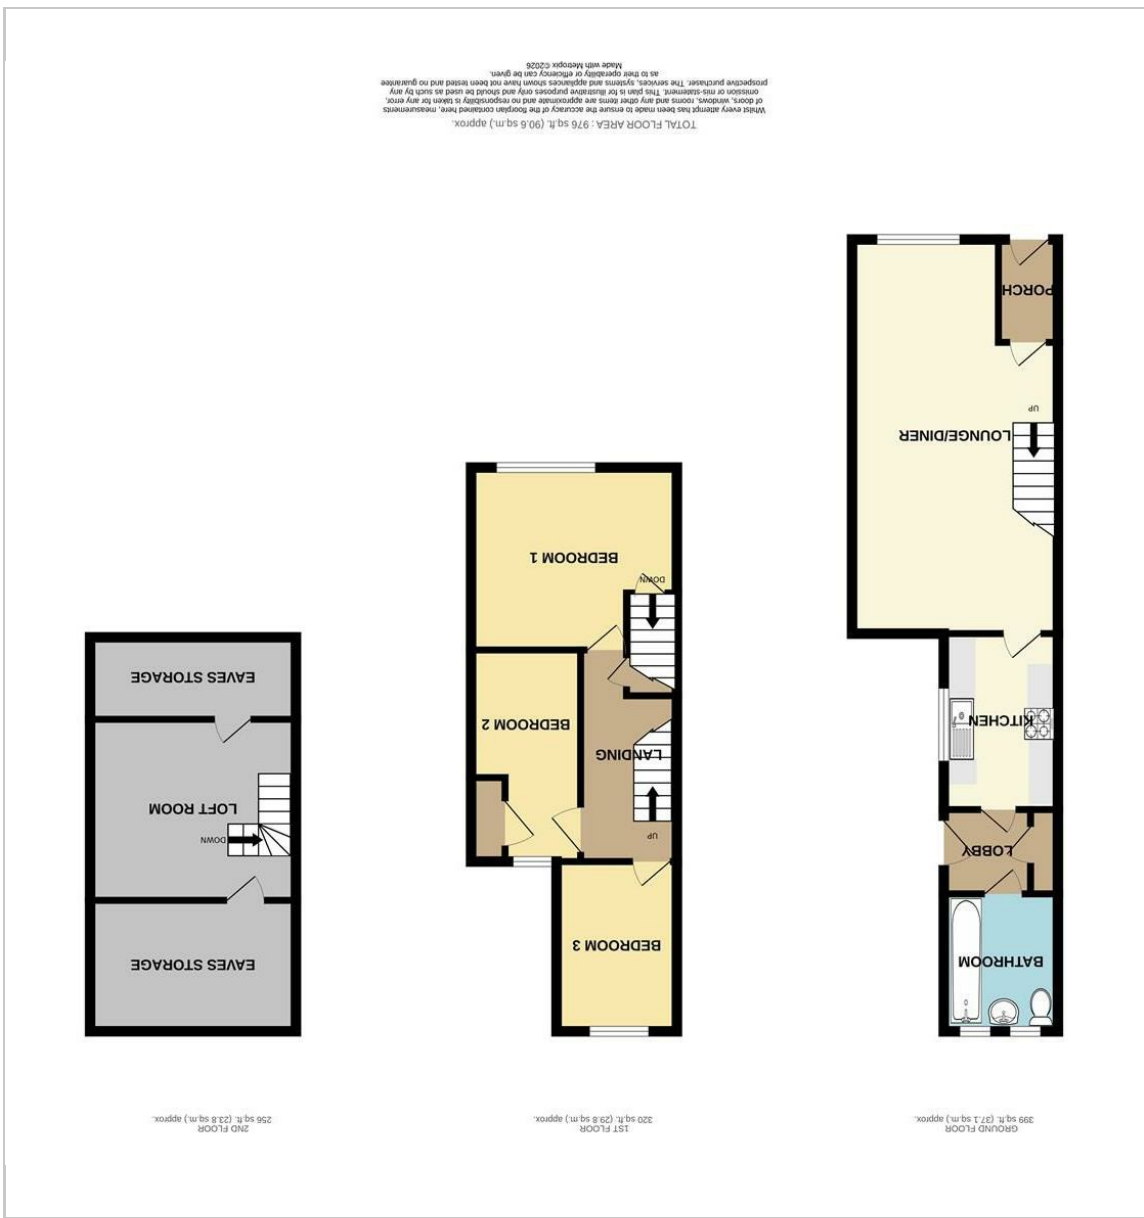 GROUND FLOOR
399 sq.ft. (37.1 sq.m.) approx.
BATHROOM
LOBBY
KITCHEN
LOUNGE/DINER
UP
PORCH
1ST FLOOR
320 sq.ft. (29.8 sq.m.) approx.
BEDROOM 3
UP
LANDING
BEDROOM 2
DOWN
BEDROOM 1
2ND FLOOR
256 sq.ft. (23.8 sq.m.) approx.
EAVES STORAGE
DOWN
LOFT ROOM
EAVES STORAGE
TOTAL FLOOR AREA : 976 sq.ft. (90.6 sq.m.) approx.
Whilst every attempt has been made to ensure the accuracy of the floorplan contained here, measurements
of doors, windows, rooms and any other items are approximate and no responsibility is taken for any error,
omission or mis-statement. This plan is for illustrative purposes only and should be used as such by any
prospective purchaser. The services, systems and appliances shown have not been tested and no guarantee
as to their operability or efficiency can be given.
Made with Metropix ©2026